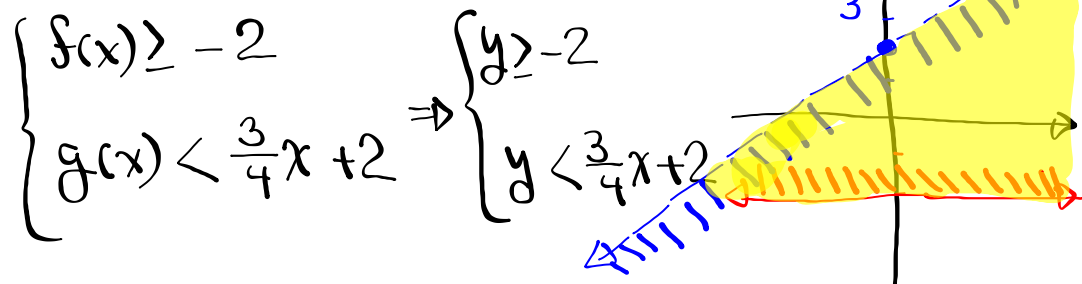 f(x) ≥ -2 ⇒ y ≥ -2
g(x) < 3/4 x + 2 y < 3/4 x + 2
3